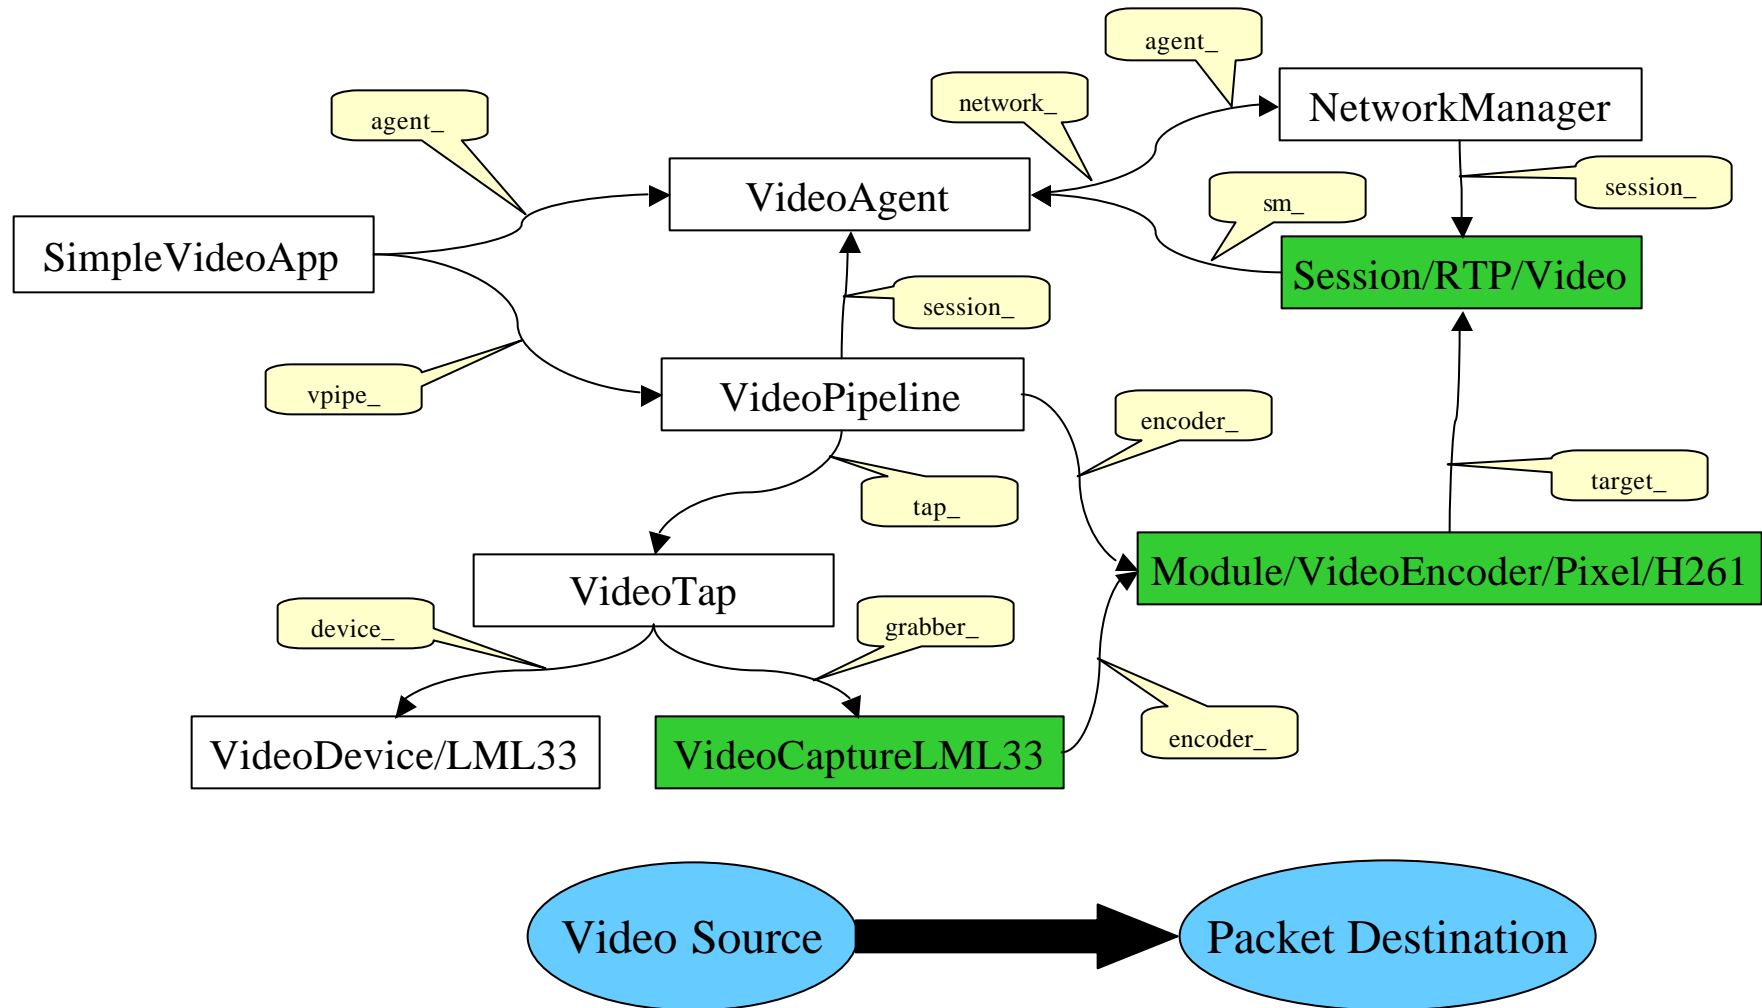 agent_
network_
NetworkManager
agent_
VideoAgent
session_
sm_
SimpleVideoApp
Session/RTP/Video
session_
vpipe_
VideoPipeline
encoder_
tap_
target_
VideoTap
Module/VideoEncoder/Pixel/H261
device_
grabber_
VideoDevice/LML33
VideoCaptureLML33
encoder_
Video Source
Packet Destination